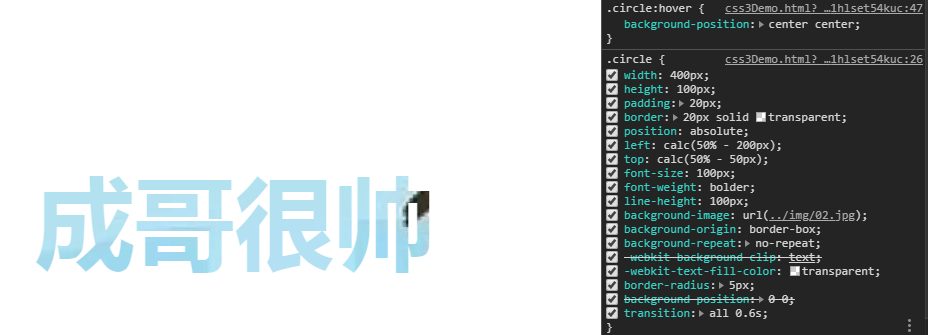 成哥很帅
.circle:hover { css3Demo.html? …1hlset54kuc:47
background-position: center center;
}
.circle { css3Demo.html? …1hlset54kuc:26
width: 400px;
height: 100px;
padding: 20px;
border: 20px solid transparent;
position: absolute;
left: calc(50% - 200px);
top: calc(50% - 50px);
font-size: 100px;
font-weight: bolder;
line-height: 100px;
background-image: url(../img/02.jpg);
background-origin: border-box;
background-repeat: no-repeat;
-webkit-background-clip: text;
-webkit-text-fill-color: transparent;
border-radius: 5px;
background-position: 0 0;
transition: all 0.6s;
}